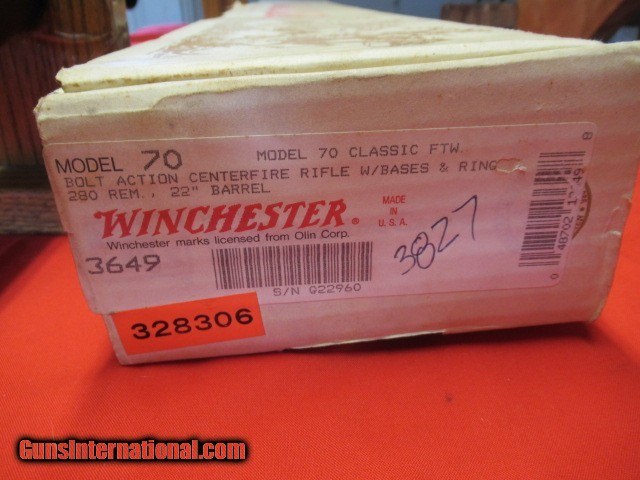 MODEL 70 MODEL 70 CLASSIC FTW.
BOLT ACTION CENTERFIRE RIFLE W/BASES & RING
280 REM., 22" BARREL
WINCHESTER®
MADE
IN
U.S.A.
Winchester marks licensed from Olin Corp.
3649
S/N G22960
3827
328306
GunsInternational.com